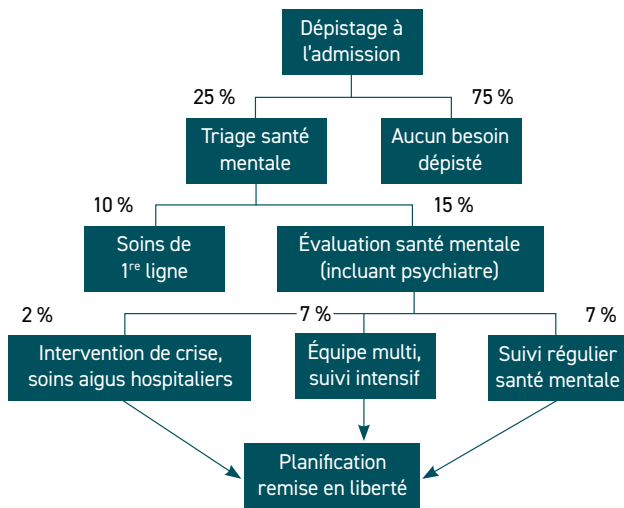 Dépistage à
l'admission
25 %
75 %
Triage santé
mentale
Aucun besoin
dépisté
10 %
15 %
Soins de
1re ligne
Évaluation santé mentale
(incluant psychiatre)
2 %
7 %
7 %
Intervention de crise,
soins aigus hospitaliers
Équipe multi,
suivi intensif
Suivi régulier
santé mentale
Planification
remise en liberté